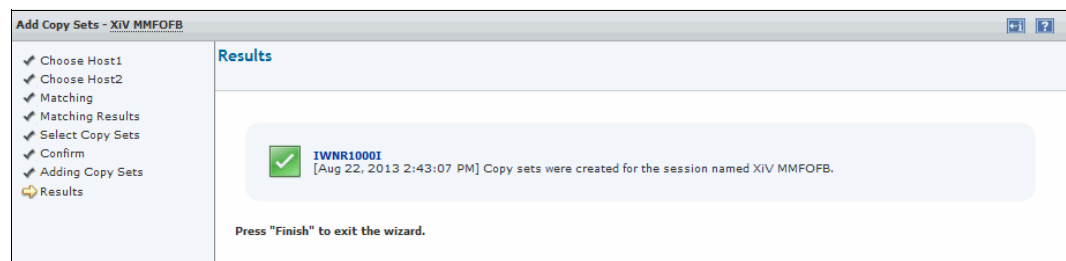 Add Copy Sets - XiV MMFOFB
Choose Host1
Choose Host2
Matching
Matching Results
Select Copy Sets
Confirm
Adding Copy Sets
Results
Results
IWNR1000I
[Aug 22, 2013 2:43:07 PM] Copy sets were created for the session named XiV MMFOFB.
Press "Finish" to exit the wizard.